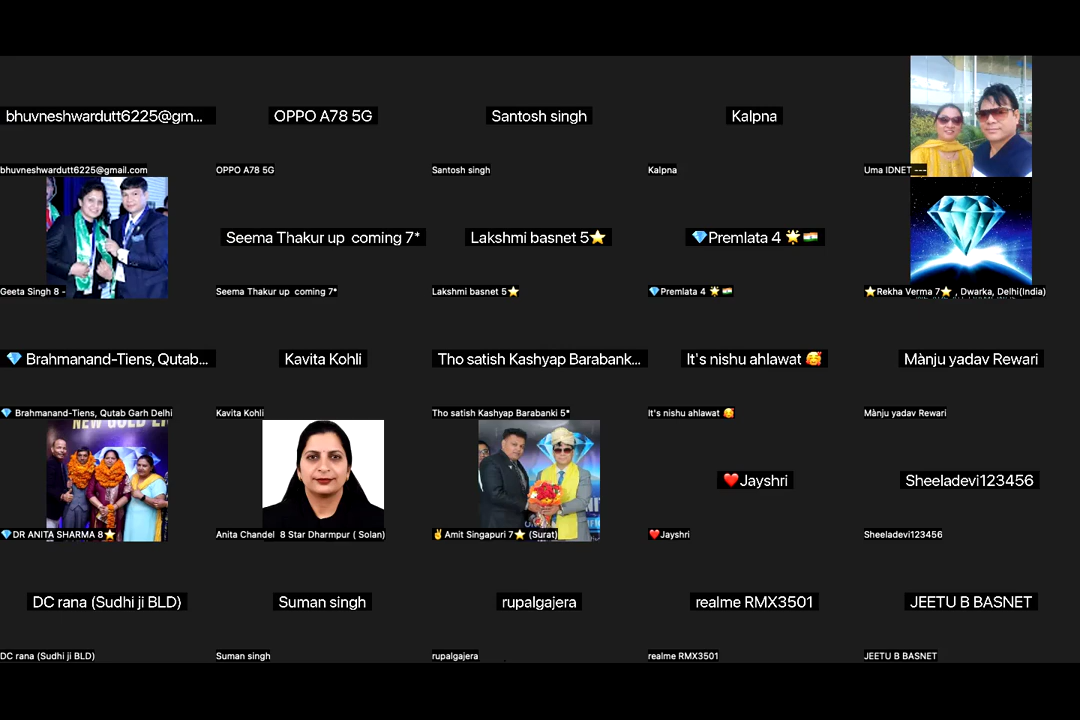 bhuvneshwardutt6225@gm...
OPPO A78 5G
Santosh singh
Kalpna
bhuvneshwardutt6225@gmail.com
OPPO A78 5G
Santosh singh
Kalpna
Uma IDNET ---
Seema Thakur up coming 7*
Lakshmi basnet 5⭐
💎Premlata 4 🌟🇮🇳
Geeta Singh 8 -
Seema Thakur up coming 7*
Lakshmi basnet 5⭐
💎Premlata 4 🌟🇮🇳
⭐Rekha Verma 7⭐ , Dwarka, Delhi(India)
💎 Brahmanand-Tiens, Qutab...
Kavita Kohli
Tho satish Kashyap Barabank...
It's nishu ahlawat 🥰
Mànju yadav Rewari
💎 Brahmanand-Tiens, Qutab Garh Delhi
Kavita Kohli
Tho satish Kashyap Barabanki 5*
It's nishu ahlawat 🥰
Mànju yadav Rewari
NEW GOLD
❤️Jayshri
Sheeladevi123456
💎DR ANITA SHARMA 8⭐
Anita Chandel 8 Star Dharmpur ( Solan)
✌️Amit Singapuri 7⭐ (Surat)
❤️Jayshri
Sheeladevi123456
DC rana (Sudhi ji BLD)
Suman singh
rupalgajera
realme RMX3501
JEETU B BASNET
DC rana (Sudhi ji BLD)
Suman singh
rupalgajera
realme RMX3501
JEETU B BASNET